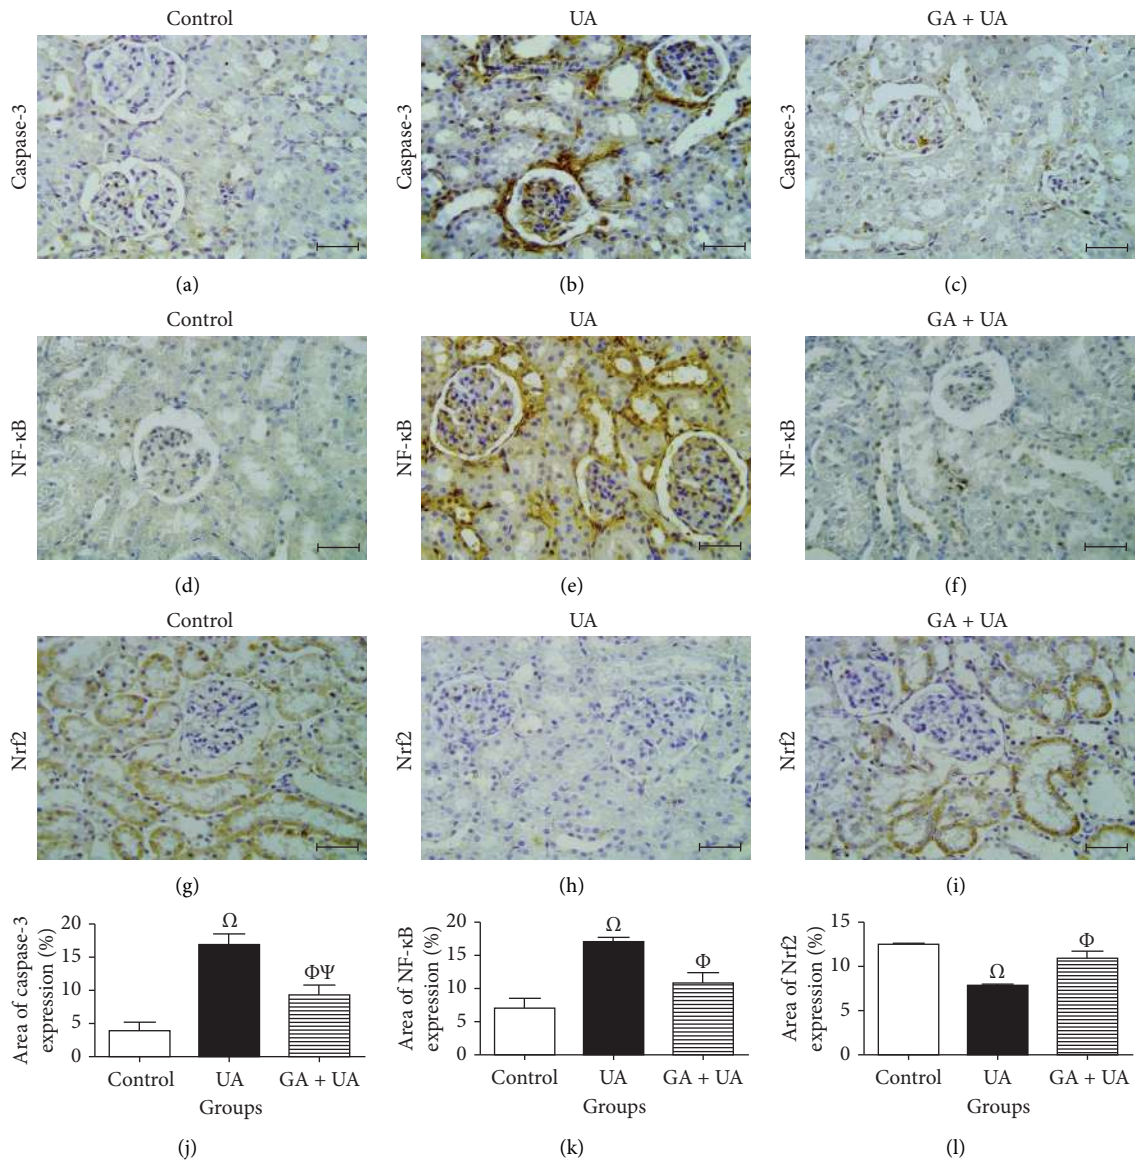 Control
UA
GA + UA
Caspase-3
Caspase-3
Caspase-3
(a)
(b)
(c)
Control
UA
GA + UA
NF-κB
NF-κB
NF-κB
(d)
(e)
(f)
Control
UA
GA + UA
Nrf2
Nrf2
Nrf2
(g)
(h)
(i)
Area of caspase-3
expression (%)
20
15
10
5
0
Ω
ΦΨ
Control
UA
GA + UA
Groups
(j)
Area of NF-κB
expression (%)
20
15
10
5
0
Ω
Φ
Control
UA
GA + UA
Groups
(k)
Area of Nrf2
expression (%)
15
10
5
0
Ω
Φ
Control
UA
GA + UA
Groups
(l)